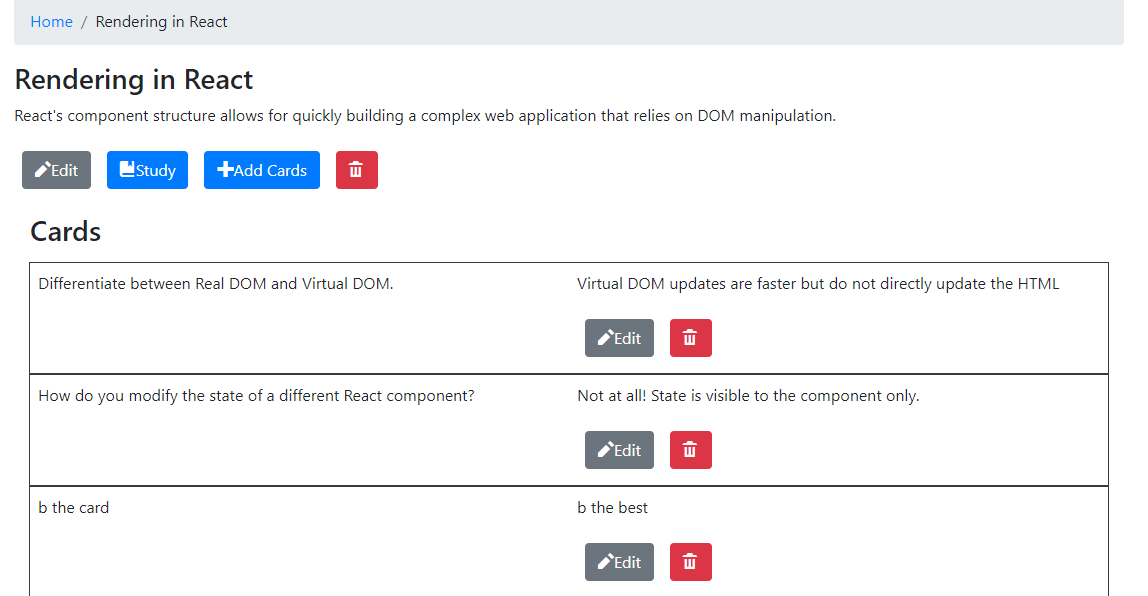 Home / Rendering in React
Rendering in React
React's component structure allows for quickly building a complex web application that relies on DOM manipulation.
Edit Study Add Cards
Cards
Differentiate between Real DOM and Virtual DOM. Virtual DOM updates are faster but do not directly update the HTML
Edit
How do you modify the state of a different React component? Not at all! State is visible to the component only.
Edit
b the card b the best
Edit